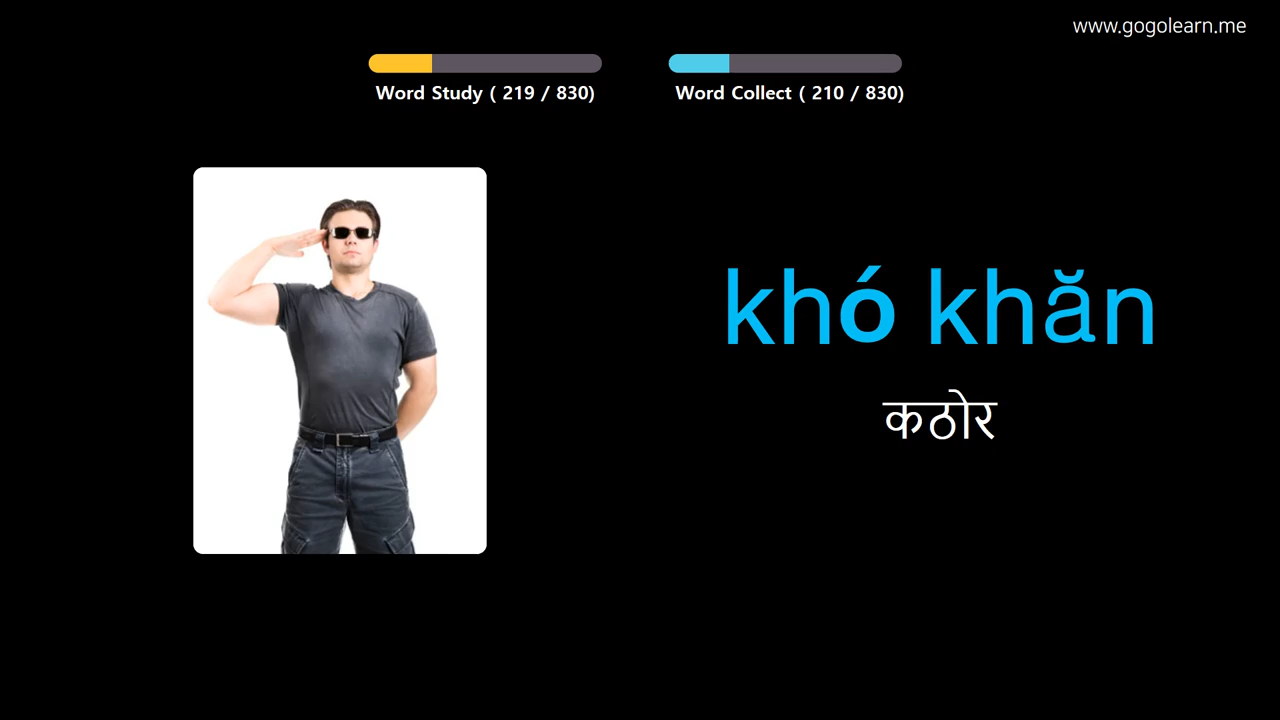 www.gogolearn.me
Word Study ( 219 / 830)
Word Collect ( 210 / 830)
khó khăn
कठोर